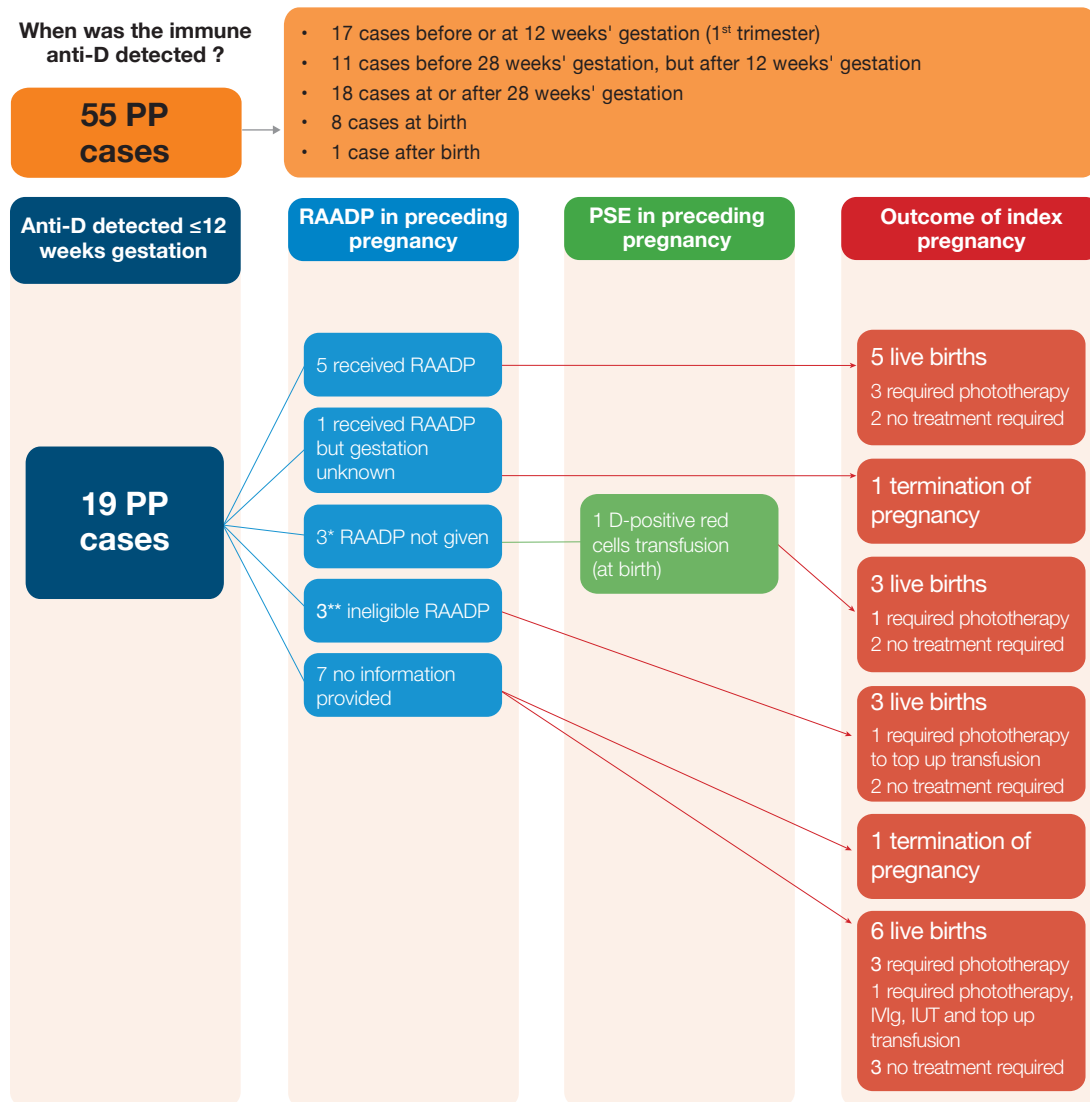 When was the immune
anti-D detected ?
55 PP
cases
• 17 cases before or at 12 weeks' gestation (1st trimester)
• 11 cases before 28 weeks' gestation, but after 12 weeks' gestation
• 18 cases at or after 28 weeks' gestation
• 8 cases at birth
• 1 case after birth
Anti-D detected ≤12
weeks gestation
RAADP in preceding
pregnancy
PSE in preceding
pregnancy
Outcome of index
pregnancy
19 PP
cases
5 received RAADP
1 received RAADP
but gestation
unknown
3* RAADP not given
3** ineligible RAADP
7 no information
provided
1 D-positive red
cells transfusion
(at birth)
5 live births
3 required phototherapy
2 no treatment required
1 termination of
pregnancy
3 live births
1 required phototherapy
2 no treatment required
3 live births
1 required phototherapy
to top up transfusion
2 no treatment required
1 termination of
pregnancy
6 live births
3 required phototherapy
1 required phototherapy,
IVIg, IUT and top up
transfusion
3 no treatment required